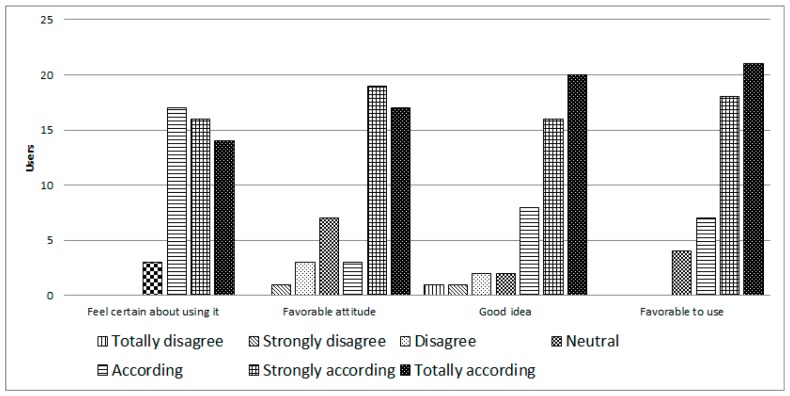 25
20
15
10
5
0
Users
Feel certain about using it Favorable attitude Good idea Favorable to use
Totally disagree Strongly disagree Disagree Neutral
According Strongly according Totally according